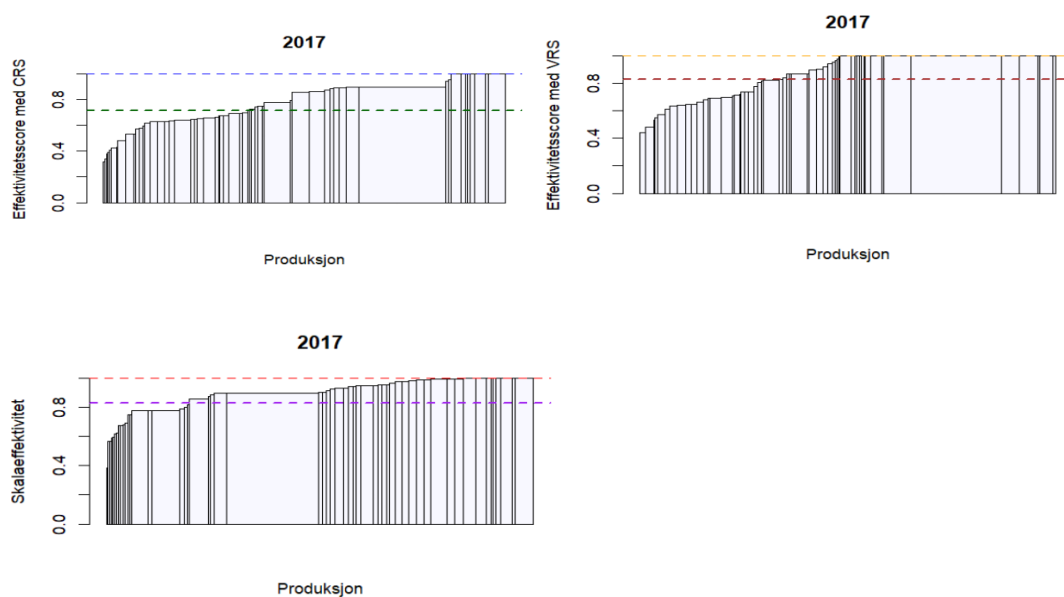 2017
Effektivitetsscore med CRS
0.8
0.4
0.0
Produksjon
2017
Effektivitetsscore med VRS
0.8
0.4
0.0
Produksjon
2017
Skalaeffektivitet
0.8
0.4
0.0
Produksjon